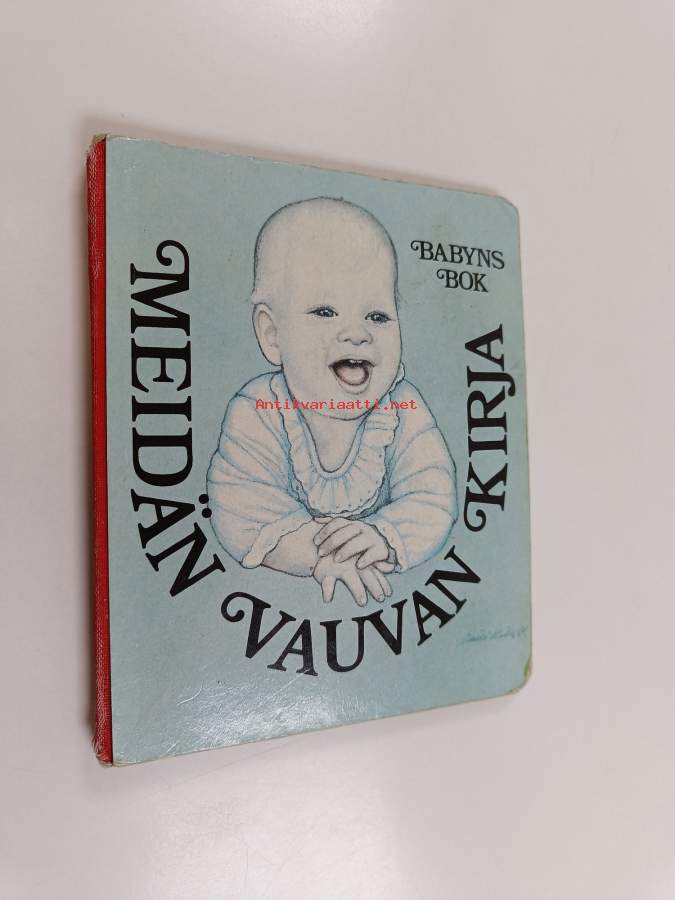 BABYNS
BOK
MEIDÄN VAUVAN KIRJA
Antikvariaatti.net